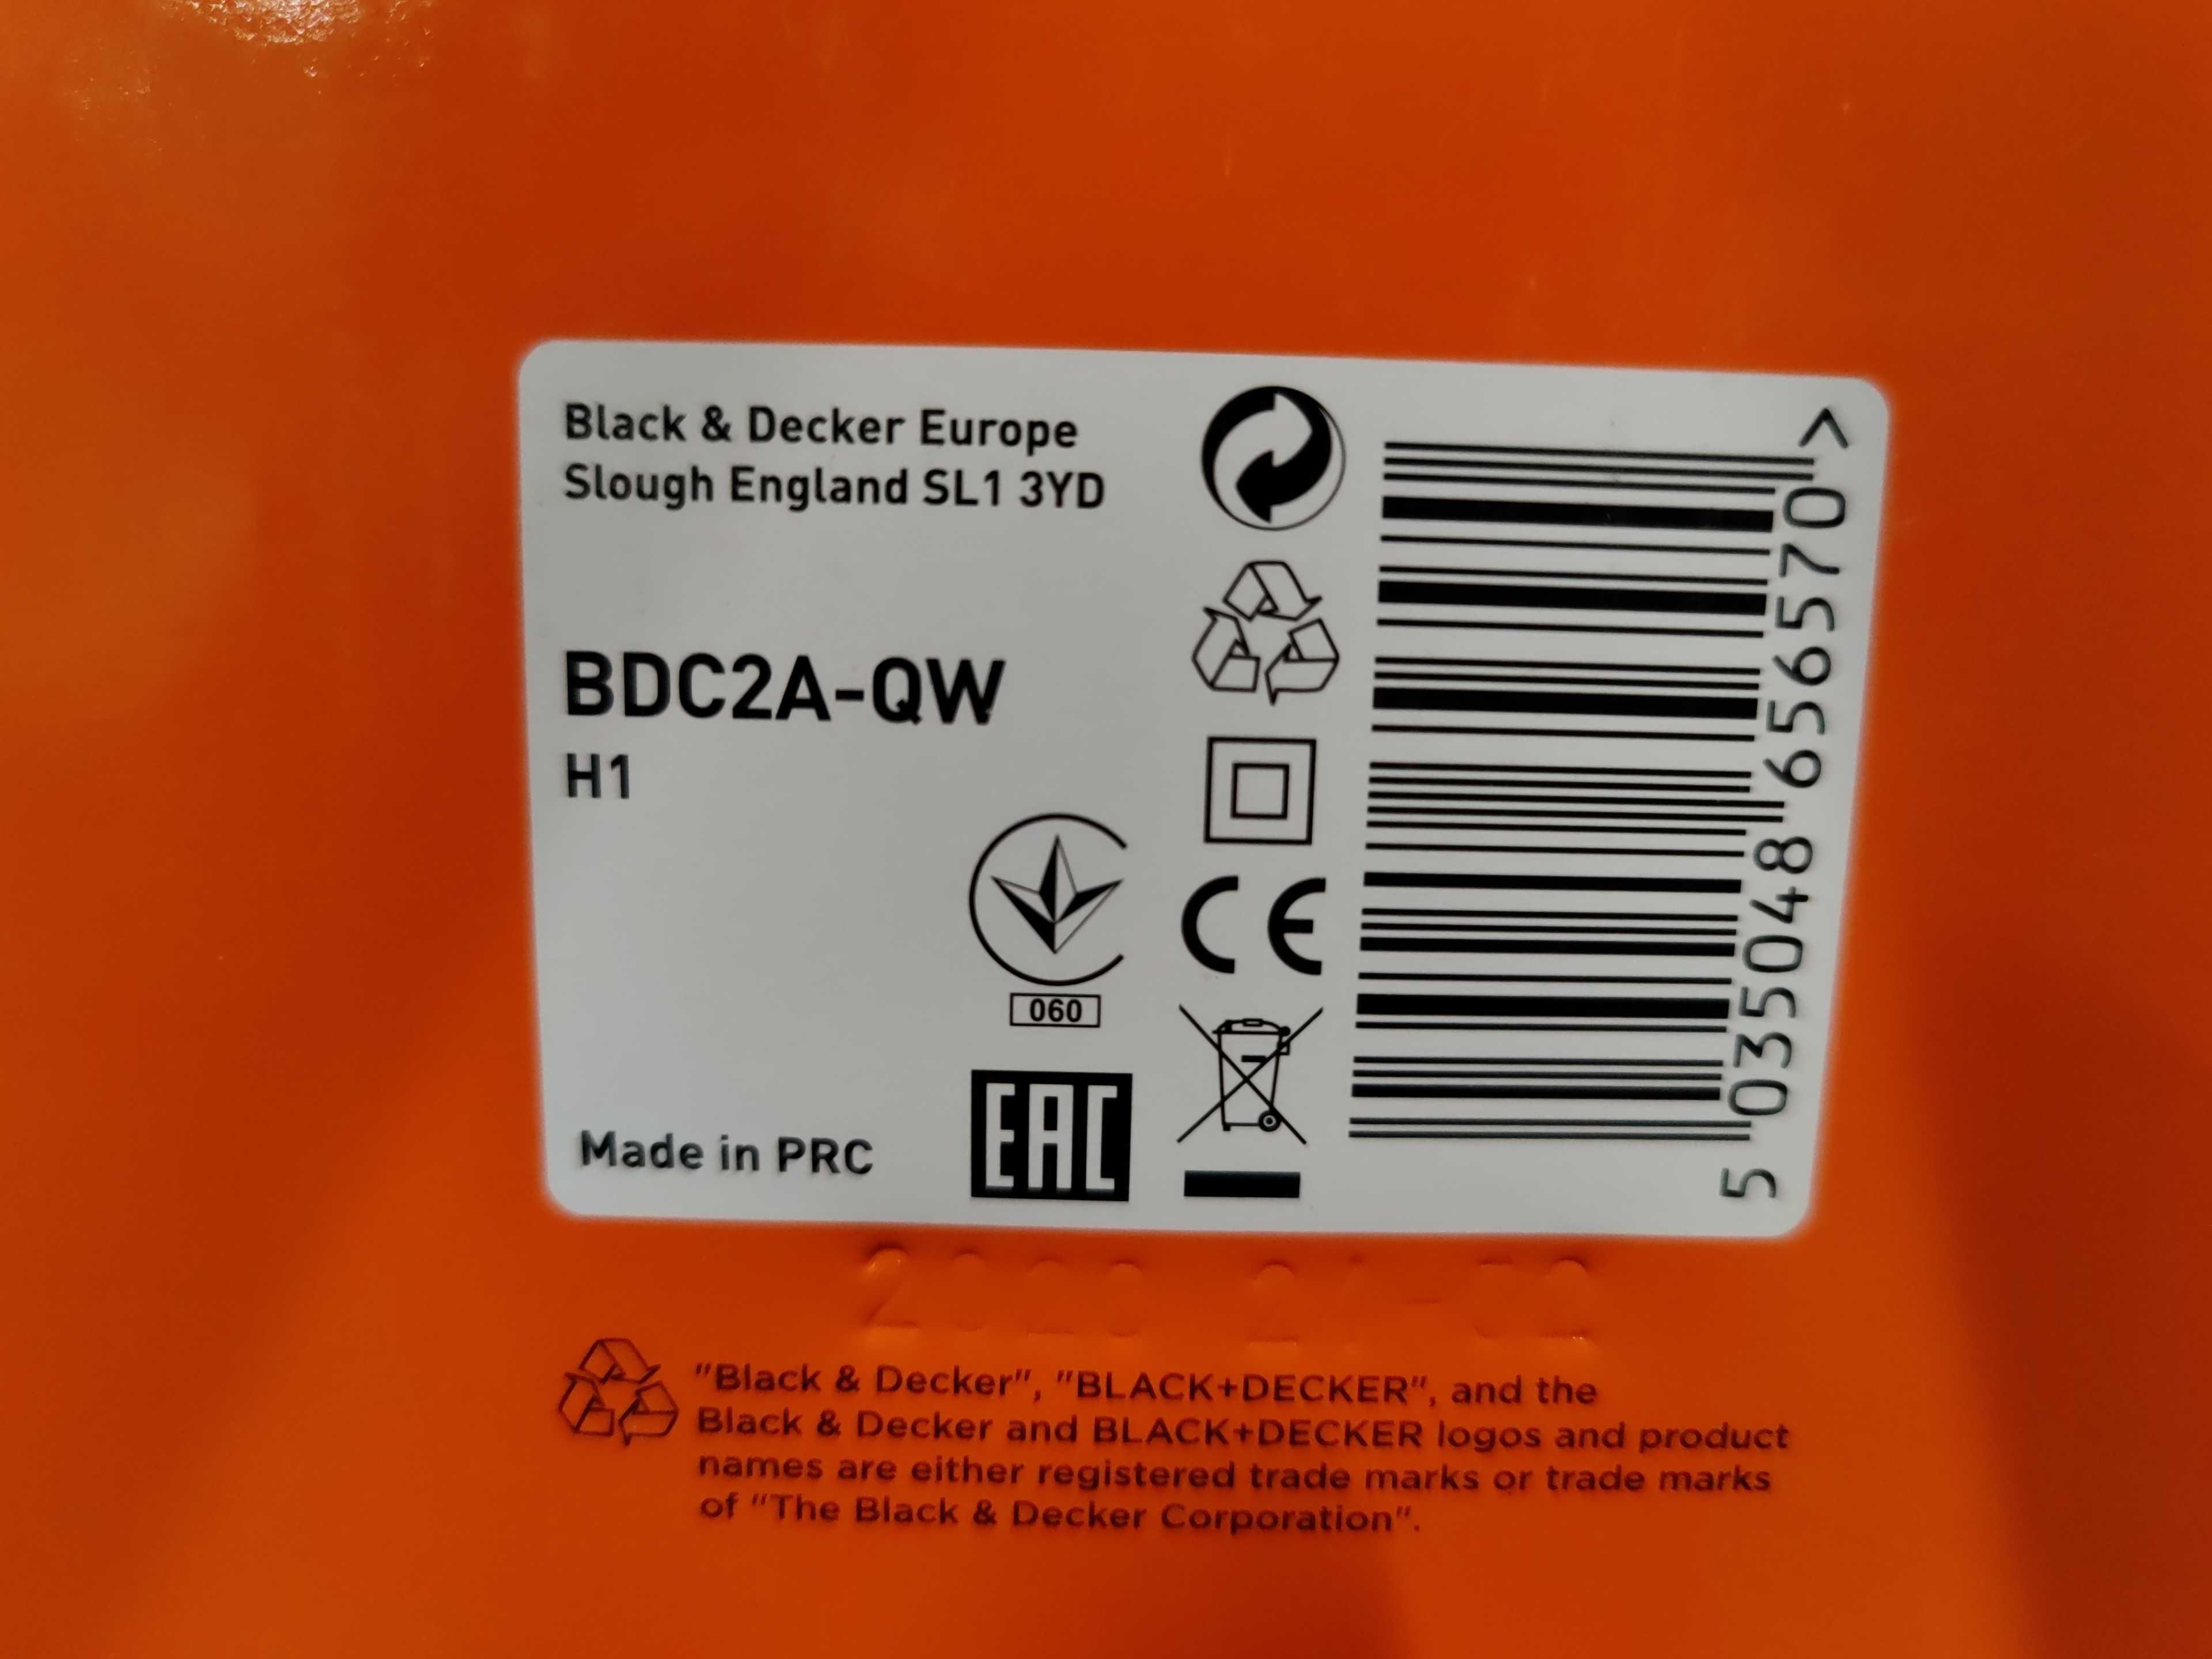 Black & Decker Europe
Slough England SL1 3YD
BDC2A-QW
H1
060
CE
EAC
Made in PRC
5 035048 656570 >
"Black & Decker", "BLACK+DECKER", and the
Black & Decker and BLACK+DECKER logos and product
names are either registered trade marks or trade marks
of "The Black & Decker Corporation".